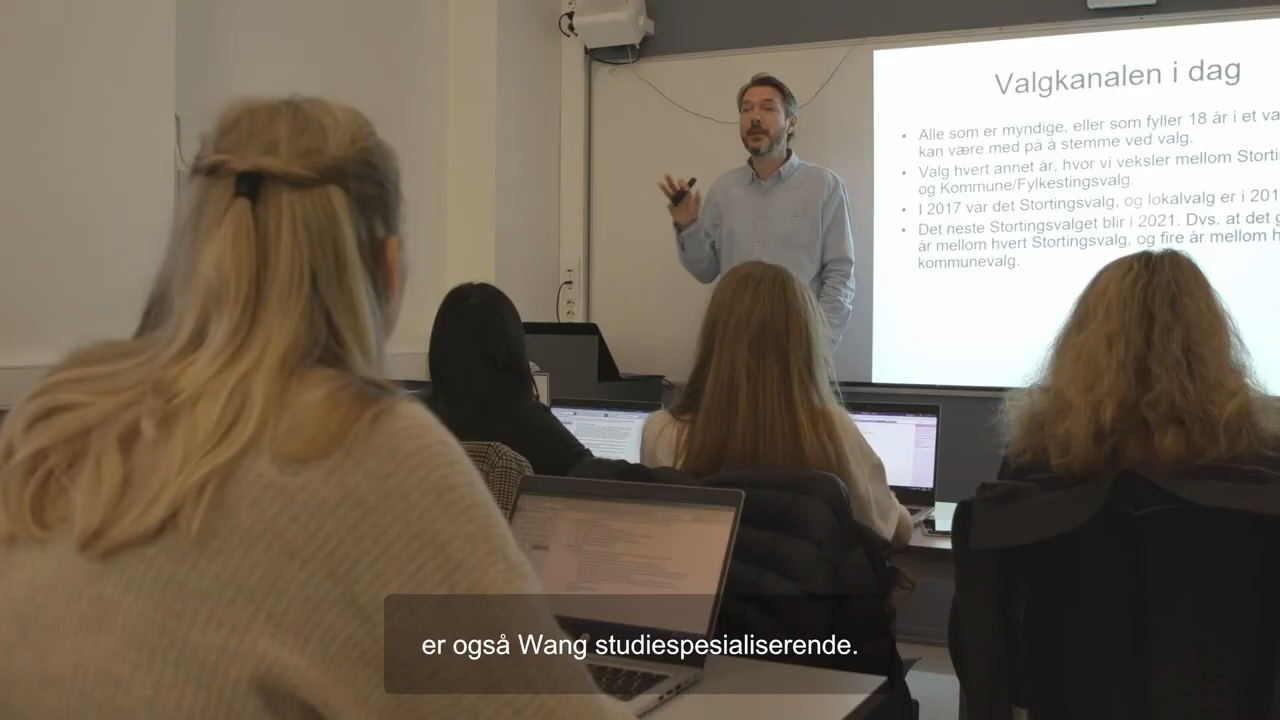 Valgkanalen i dag
• Alle som er myndige, eller som fyller 18 år i et
kan være med på å stemme ved valg.
• Valg hvert annet år, hvor vi veksler mellom
og Kommune/Fylkestingsvalg.
• I 2017 var det Stortingsvalg, og lokalvalg er i
• Det neste Stortingsvalget blir i 2021. Dvs. at det
år mellom hvert Stortingsvalg, og fire år mellom
kommunevalg.
er også Wang studiespesialiserende.